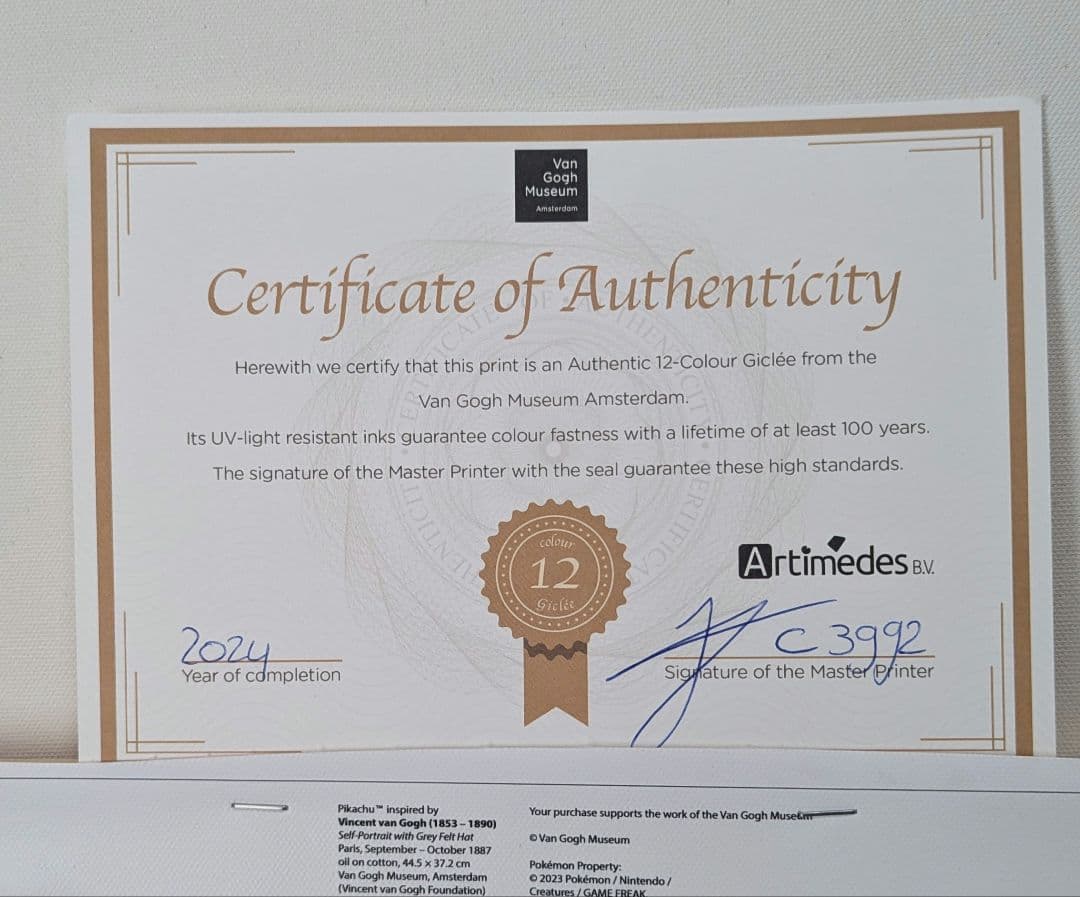 Van
Gogh
Museum
Amsterdam
Certificate of Authenticity
Herewith we certify that this print is an Authentic 12-Colour Giclée from the
Van Gogh Museum Amsterdam.
Its UV-light resistant inks guarantee colour fastness with a lifetime of at least 100 years.
The signature of the Master Printer with the seal guarantee these high standards.
colour
12
Giclée
Artimedes B.V.
2024
Year of completion
C 3992
Signature of the Master Printer
Pikachu™ inspired by
Vincent van Gogh (1853 – 1890)
Self-Portrait with Grey Felt Hat
Paris, September – October 1887
oil on cotton, 44.5 x 37.2 cm
Van Gogh Museum, Amsterdam
(Vincent van Gogh Foundation)
Your purchase supports the work of the Van Gogh Museum
© Van Gogh Museum
Pokémon Property:
© 2023 Pokémon / Nintendo /
Creatures / GAME FREAK